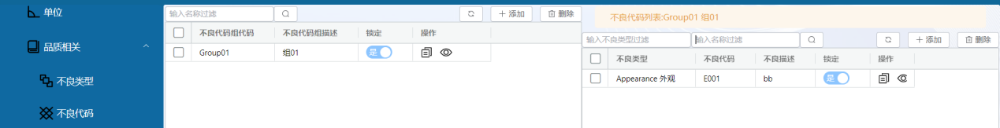 单位
品质相关
不良类型
不良代码
输入名称过滤
添加
删除
不良代码组代码 不良代码组描述 锁定 操作
Group01 组01 是
不良代码列表:Group01 组01
输入不良类型过滤 输入名称过滤
添加
删除
不良类型 不良代码 不良描述 锁定 操作
Appearance 外观 E001 bb 是